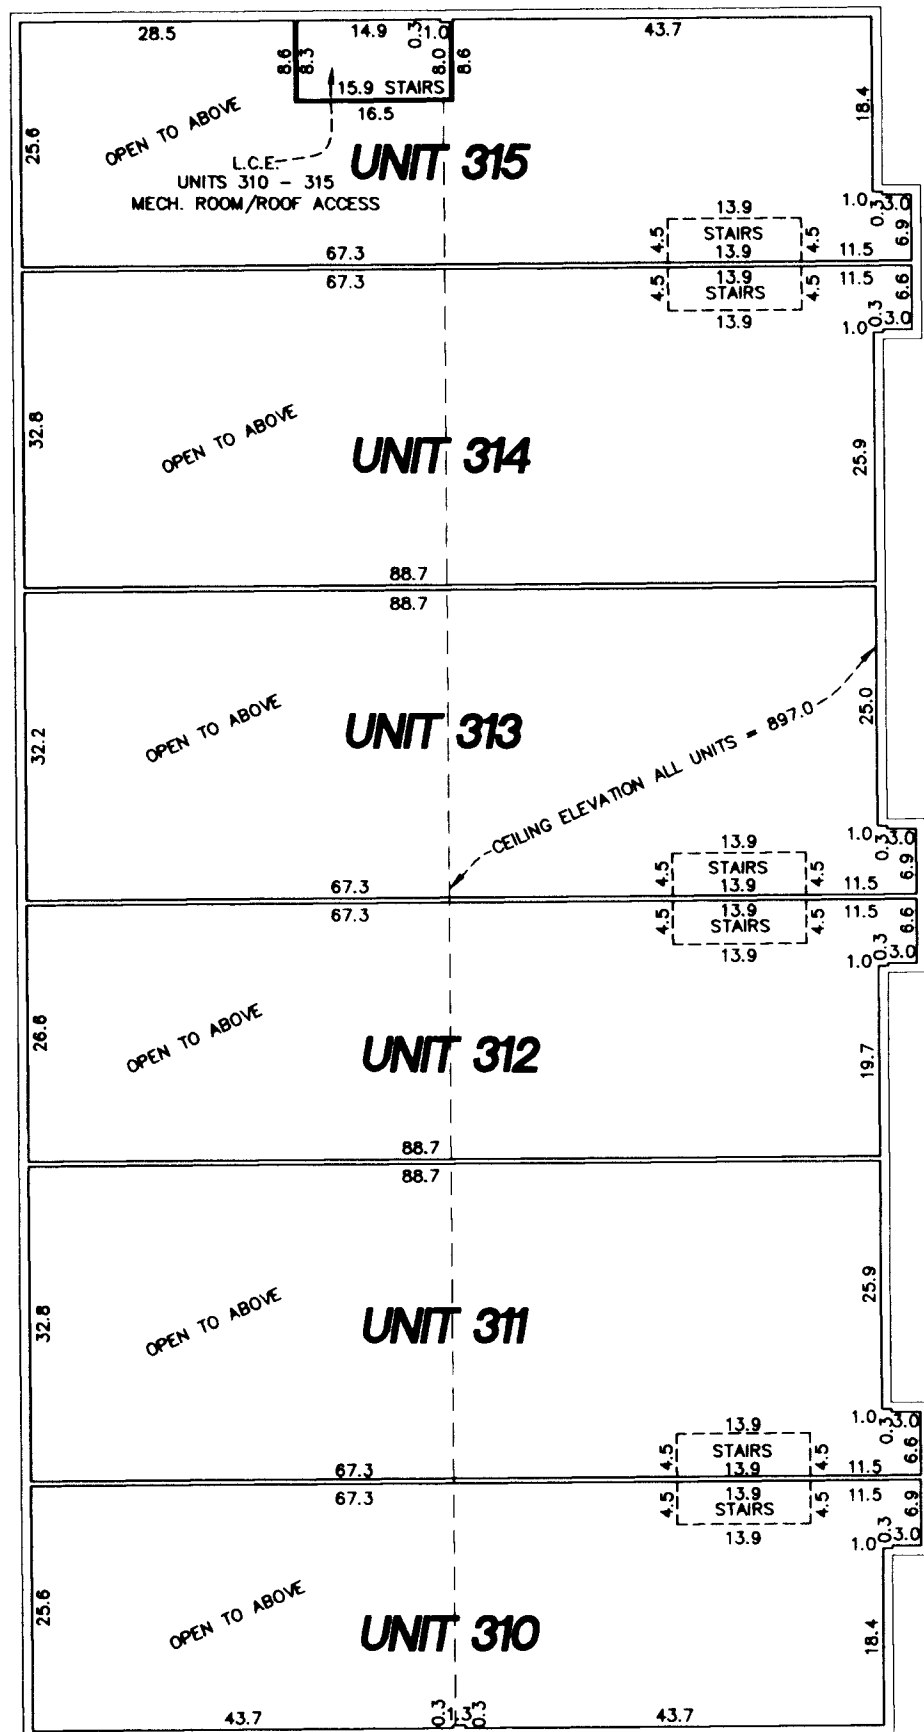 28.5 14.9 0.3 1.0 43.7
8.6 8.3 8.0 8.6
15.9 STAIRS
16.5
18.4
OPEN TO ABOVE
25.6
L.C.E.
UNITS 310 - 315
MECH. ROOM/ROOF ACCESS
UNIT 315
1.0 0.3 3.0
13.9
4.5 STAIRS 4.5
6.9
67.3 13.9 11.5
67.3 13.9 11.5
4.5 STAIRS 4.5
6.6
13.9
1.0 0.3 3.0
32.8
OPEN TO ABOVE
UNIT 314
25.9
88.7
88.7
32.2
OPEN TO ABOVE
UNIT 313
25.0
CEILING ELEVATION ALL UNITS = 897.0
1.0 0.3 3.0
13.9
4.5 STAIRS 4.5
6.9
67.3 13.9 11.5
67.3 13.9 11.5
4.5 STAIRS 4.5
6.6
13.9
1.0 0.3 3.0
26.6
OPEN TO ABOVE
UNIT 312
19.7
88.7
88.7
32.8
OPEN TO ABOVE
UNIT 311
25.9
1.0 0.3 3.0
13.9
4.5 STAIRS 4.5
6.6
67.3 13.9 11.5
67.3 13.9 11.5
4.5 STAIRS 4.5
6.9
13.9
1.0 0.3 3.0
25.6
OPEN TO ABOVE
UNIT 310
18.4
43.7 0.3 1.3 0.3 43.7